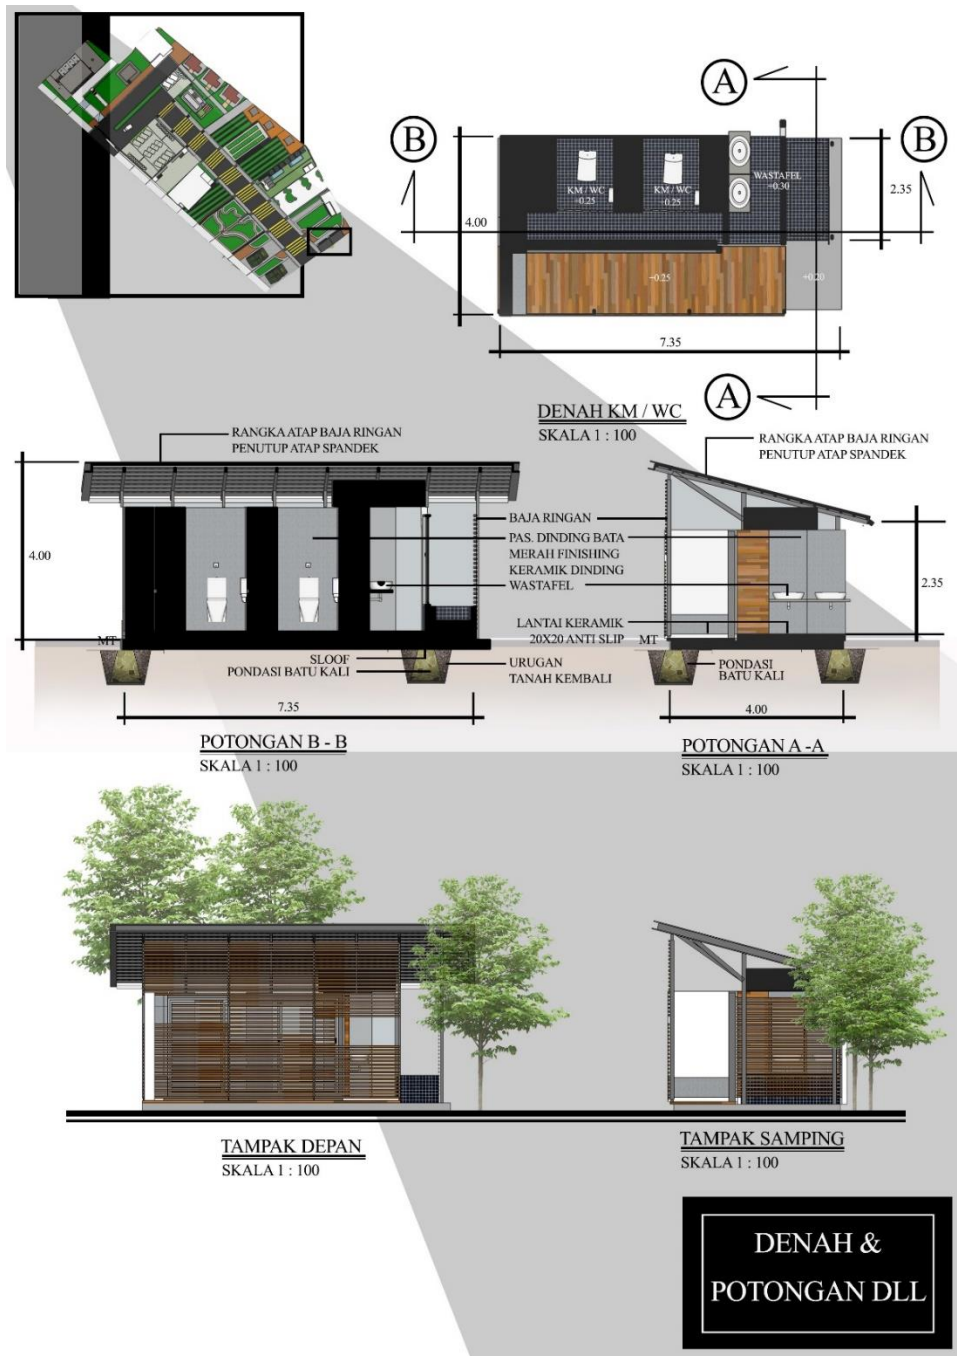 A
B
B
KM / WC
+0.25
KM / WC
+0.25
WASTAFEL
+0.30
4.00
2.35
+0.25
+0.20
7.35
A
DENAH KM / WC
SKALA 1 : 100
RANGKA ATAP BAJA RINGAN
PENUTUP ATAP SPANDEK
RANGKA ATAP BAJA RINGAN
PENUTUP ATAP SPANDEK
4.00
BAJA RINGAN
PAS. DINDING BATA
MERAH FINISHING
KERAMIK DINDING
WASTAFEL
2.35
LANTAI KERAMIK
20X20 ANTI SLIP
MT
MT
SLOOF
PONDASI BATU KALI
URUGAN
TANAH KEMBALI
PONDASI
BATU KALI
7.35
4.00
POTONGAN B - B
SKALA 1 : 100
POTONGAN A -A
SKALA 1 : 100
TAMPAK DEPAN
SKALA 1 : 100
TAMPAK SAMPING
SKALA 1 : 100
DENAH &
POTONGAN DLL